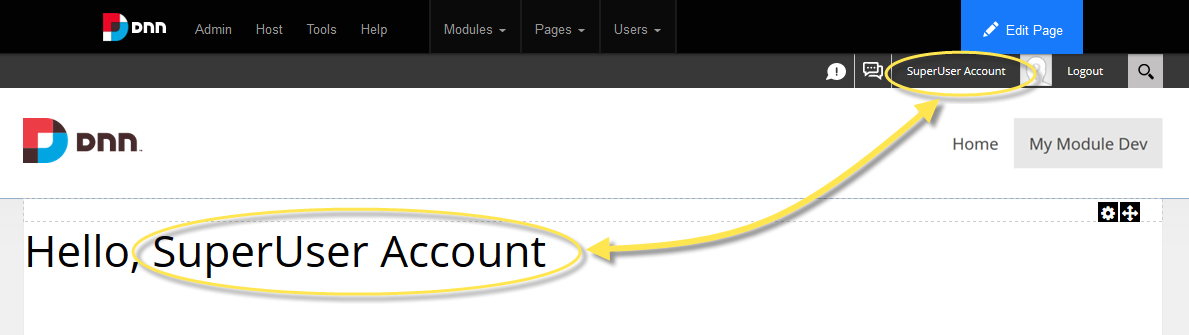 DNN Admin Host Tools Help Modules Pages Users Edit Page
SuperUser Account Logout
DNN Home My Module Dev
Hello, SuperUser Account